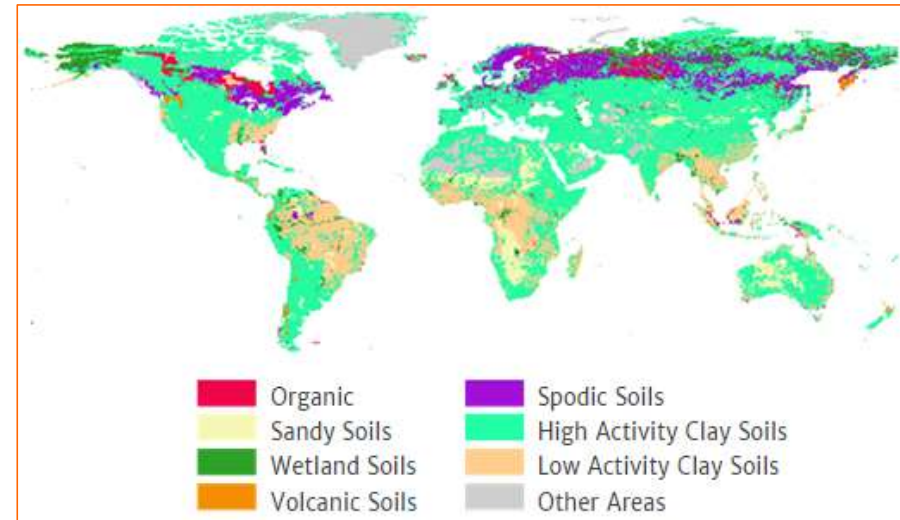 Organic
Sandy Soils
Wetland Soils
Volcanic Soils
Spodic Soils
High Activity Clay Soils
Low Activity Clay Soils
Other Areas